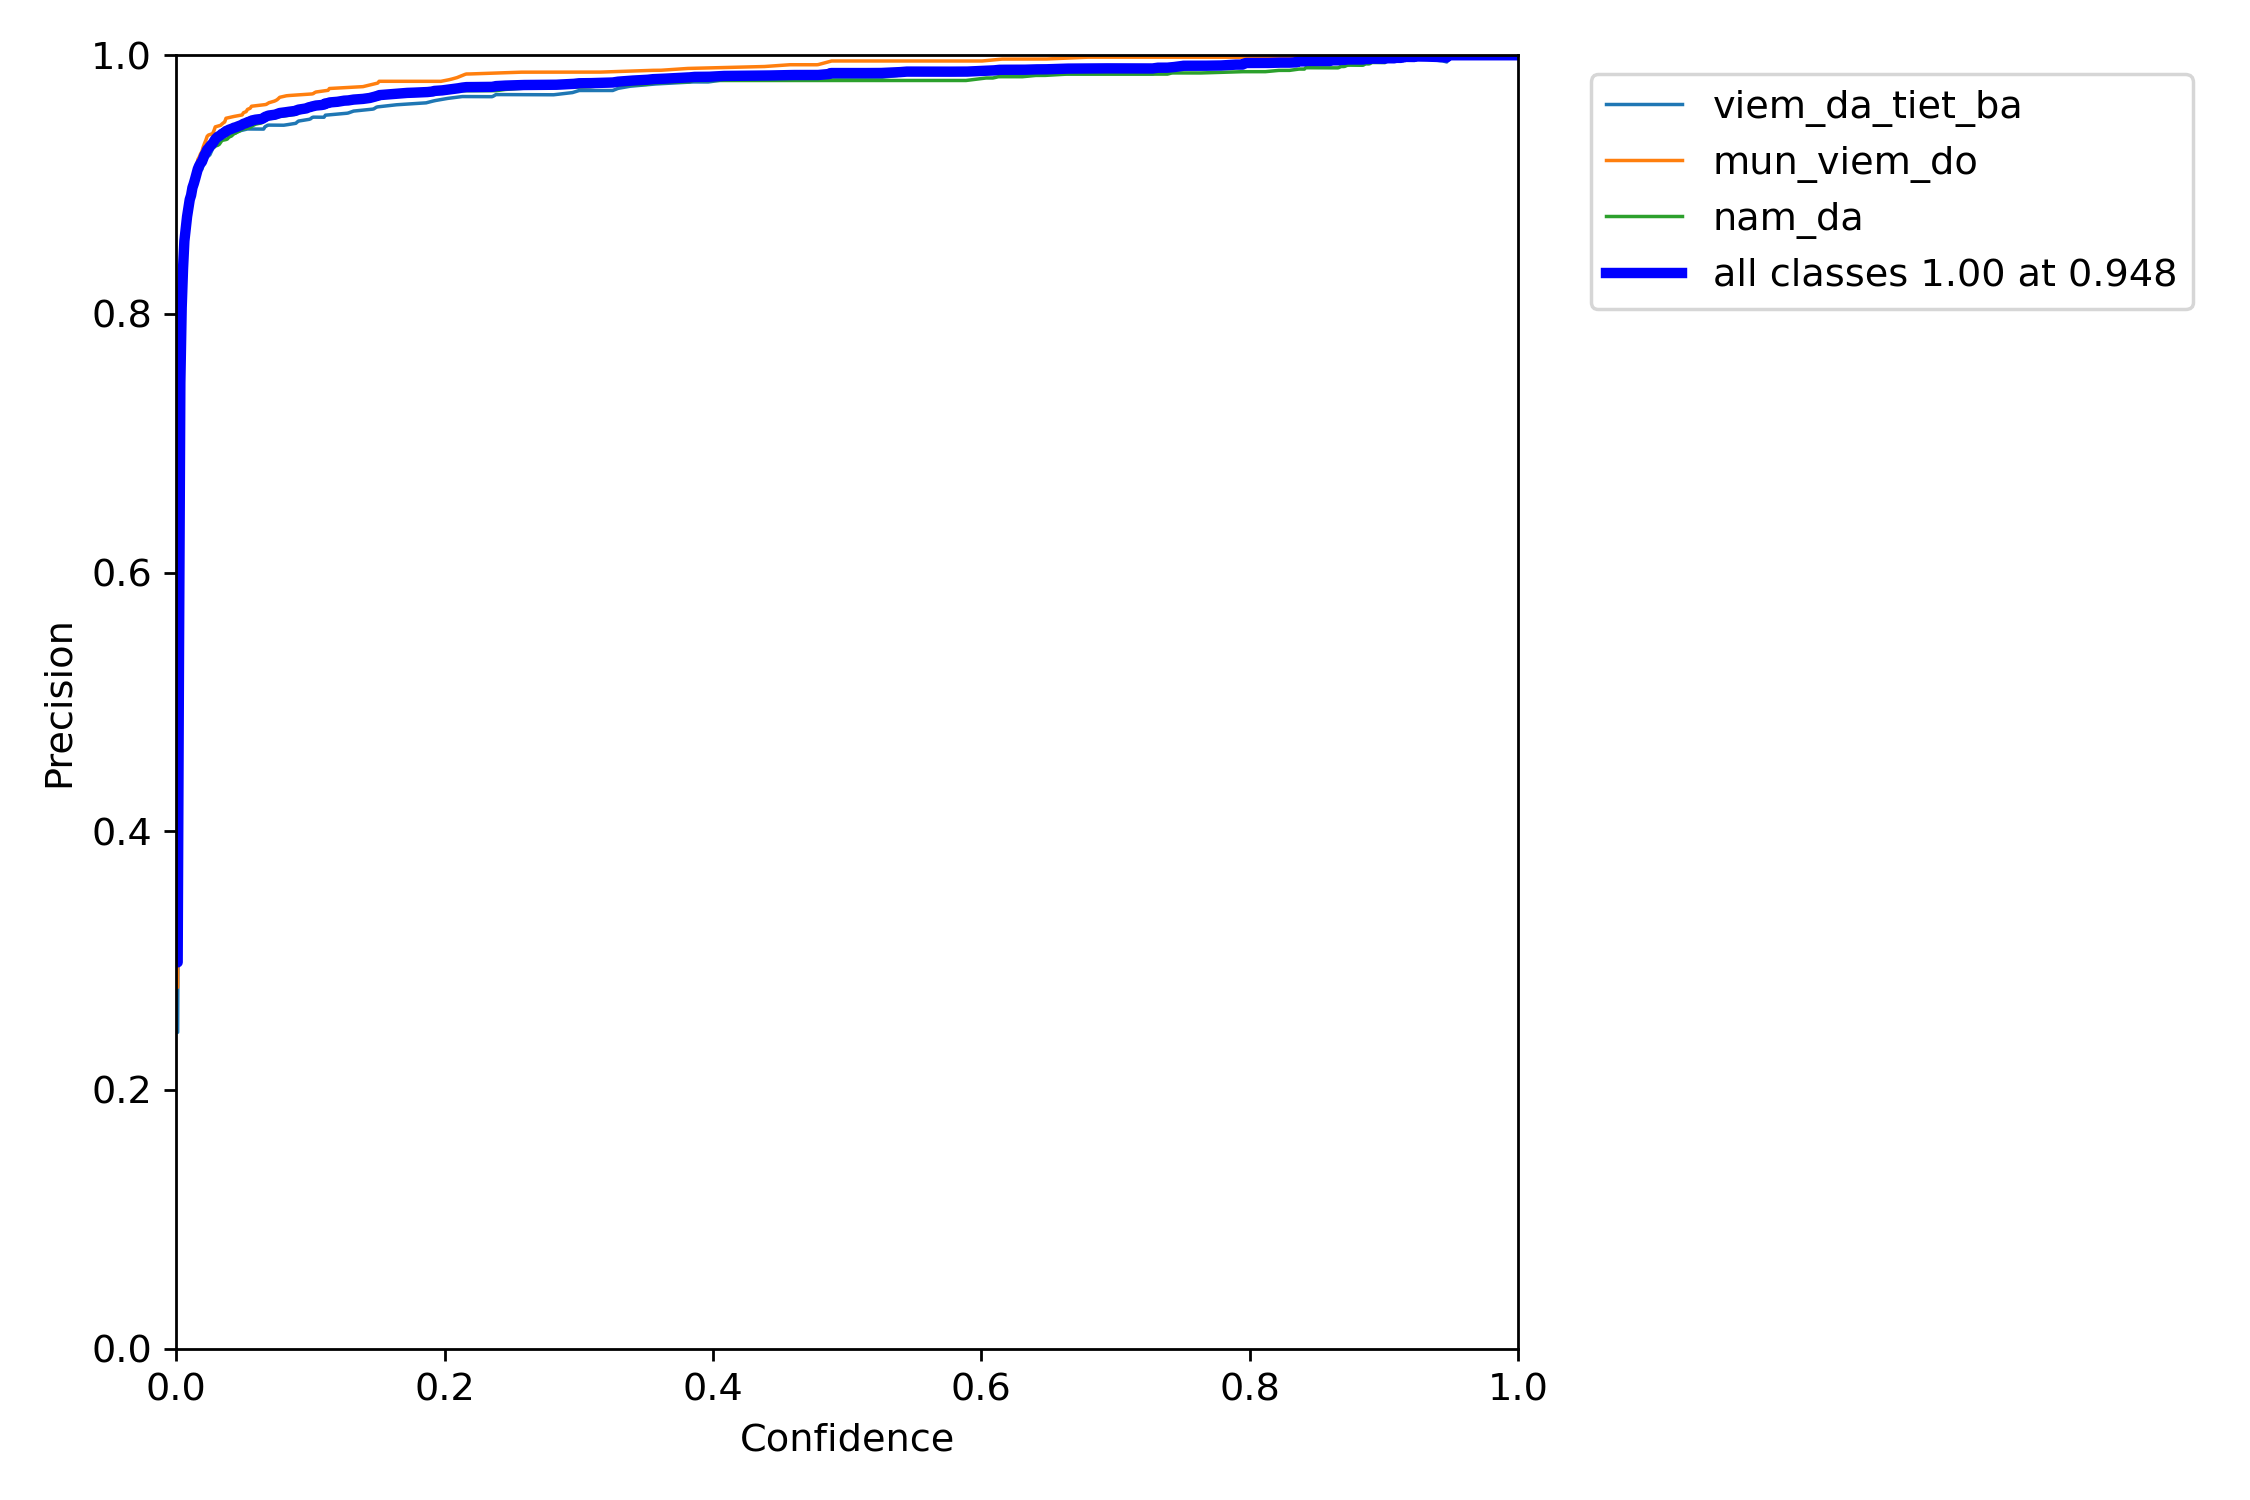 1.0
0.8
0.6
0.4
0.2
0.0
Precision
0.0 0.2 0.4 0.6 0.8 1.0
Confidence
viem_da_tiet_ba
mun_viem_do
nam_da
all classes 1.00 at 0.948